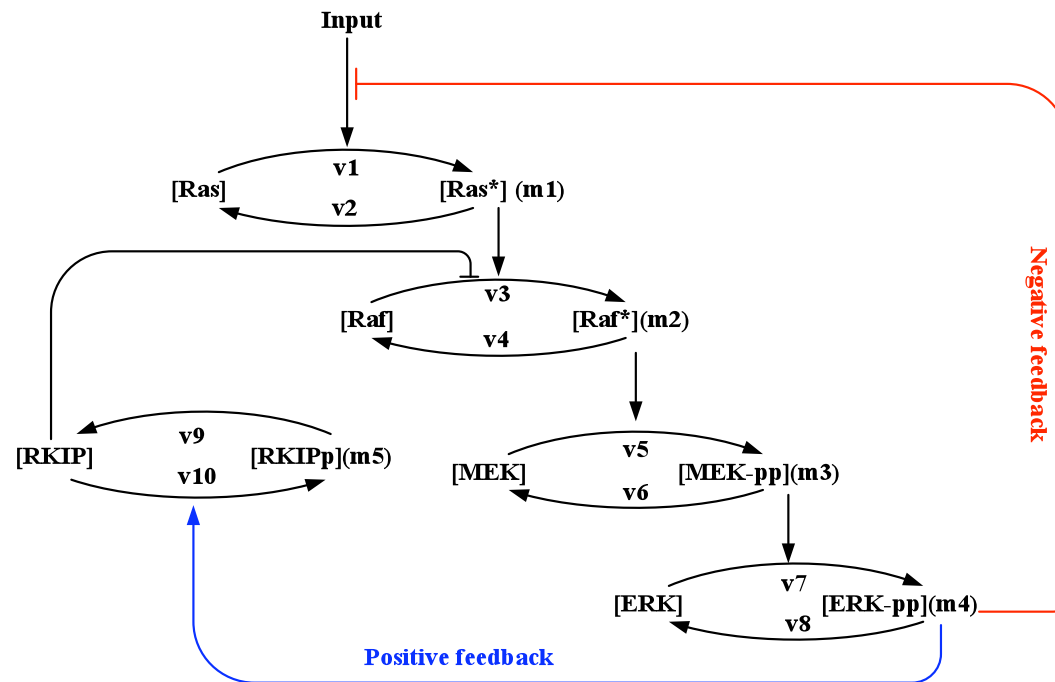 Input
v1
[Ras]
[Ras*] (m1)
v2
v3
[Raf]
[Raf*](m2)
v4
Negative feedback
v9
[RKIP]
[RKIPp](m5)
v10
v5
[MEK]
[MEK-pp](m3)
v6
v7
[ERK]
[ERK-pp](m4)
v8
Positive feedback